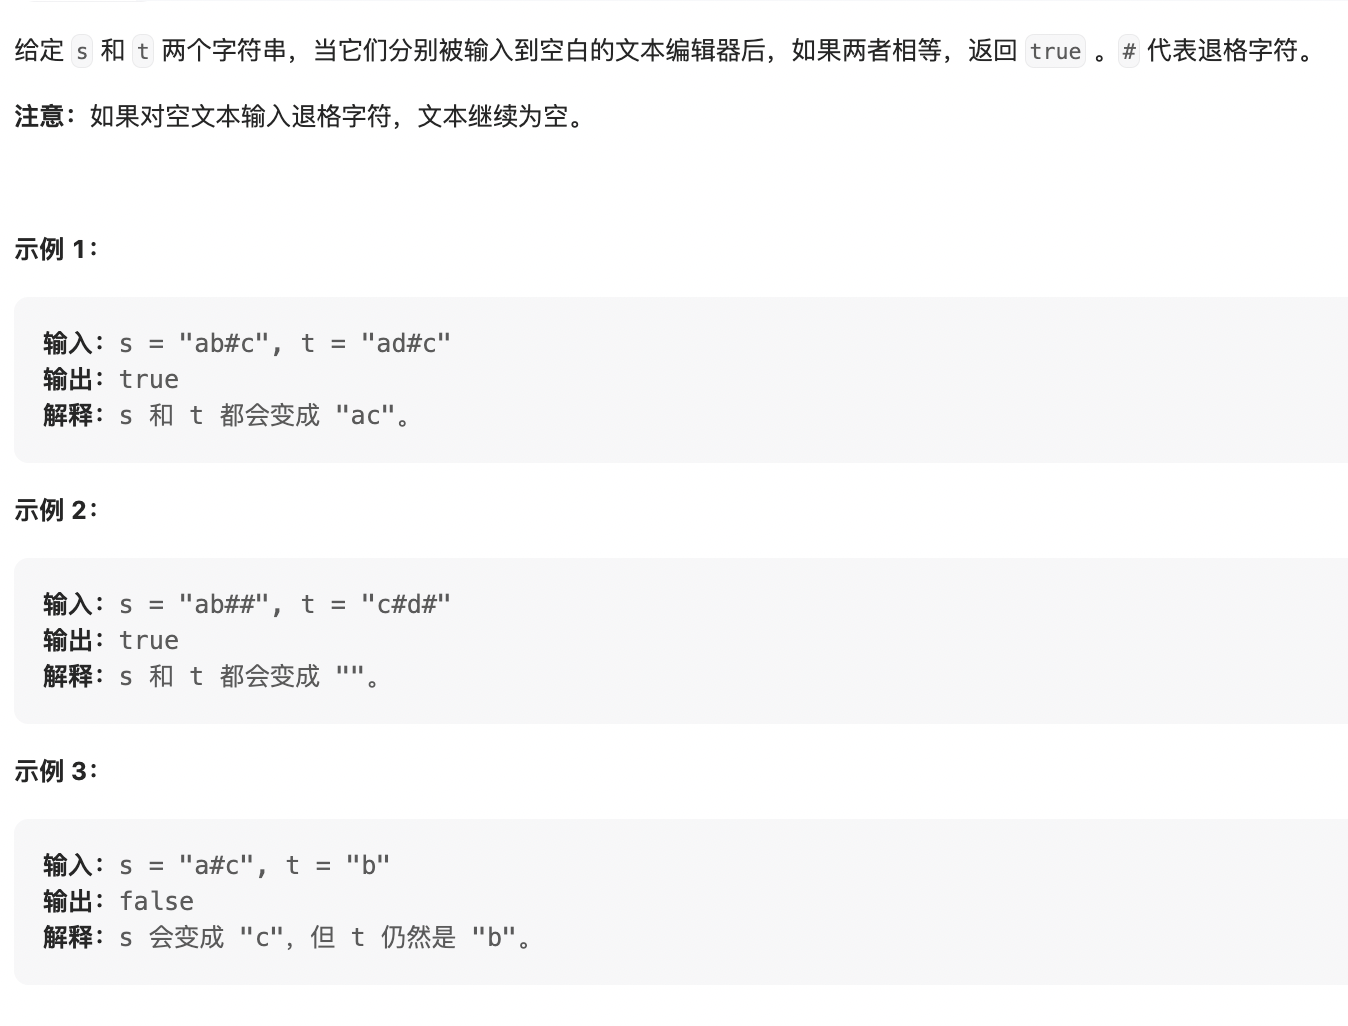 给定 s 和 t 两个字符串，当它们分别被输入到空白的文本编辑器后，如果两者相等，返回 true 。# 代表退格字符。
注意：如果对空文本输入退格字符，文本继续为空。
示例 1：
输入：s = "ab#c", t = "ad#c"
输出：true
解释：s 和 t 都会变成 "ac"。
示例 2：
输入：s = "ab##", t = "c#d#"
输出：true
解释：s 和 t 都会变成 ""。
示例 3：
输入：s = "a#c", t = "b"
输出：false
解释：s 会变成 "c"，但 t 仍然是 "b"。